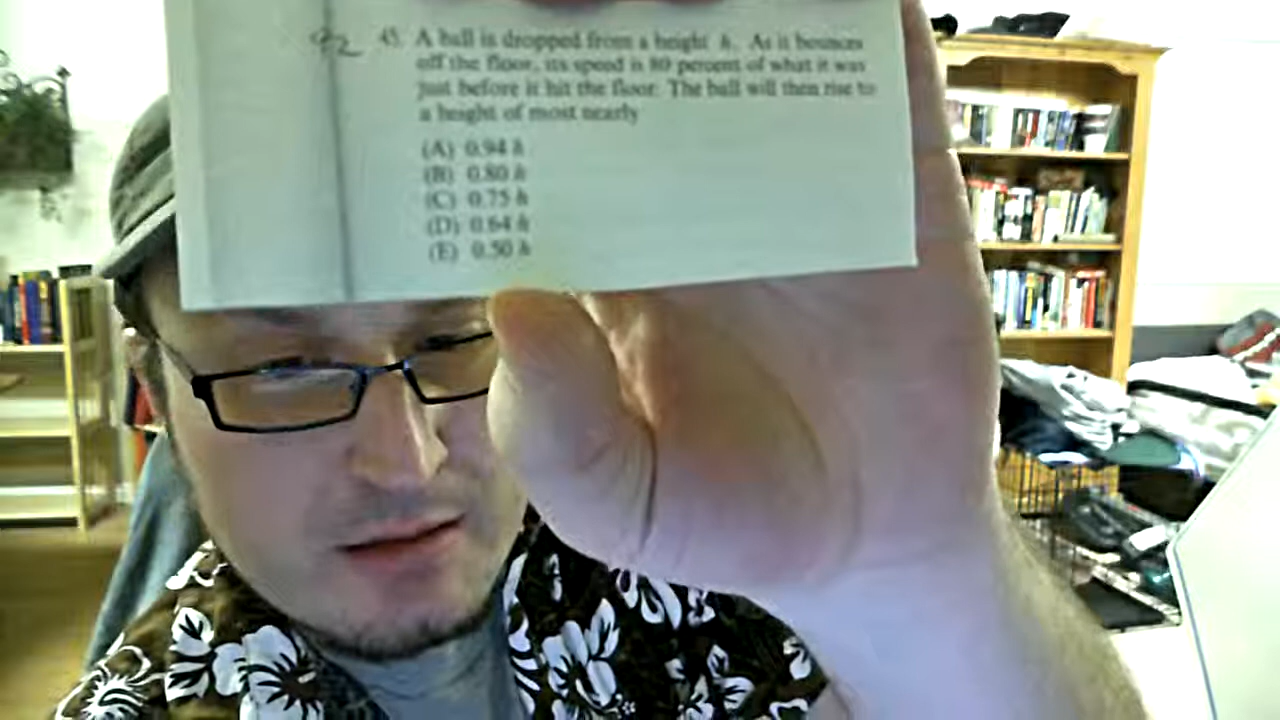 92
45. A ball is dropped from a height h. As it bounces
off the floor, its speed is 80 percent of what it was
just before it hit the floor. The ball will then rise to
a height of most nearly
(A) 0.94 h
(B) 0.80 h
(C) 0.75 h
(D) 0.64 h
(E) 0.50 h